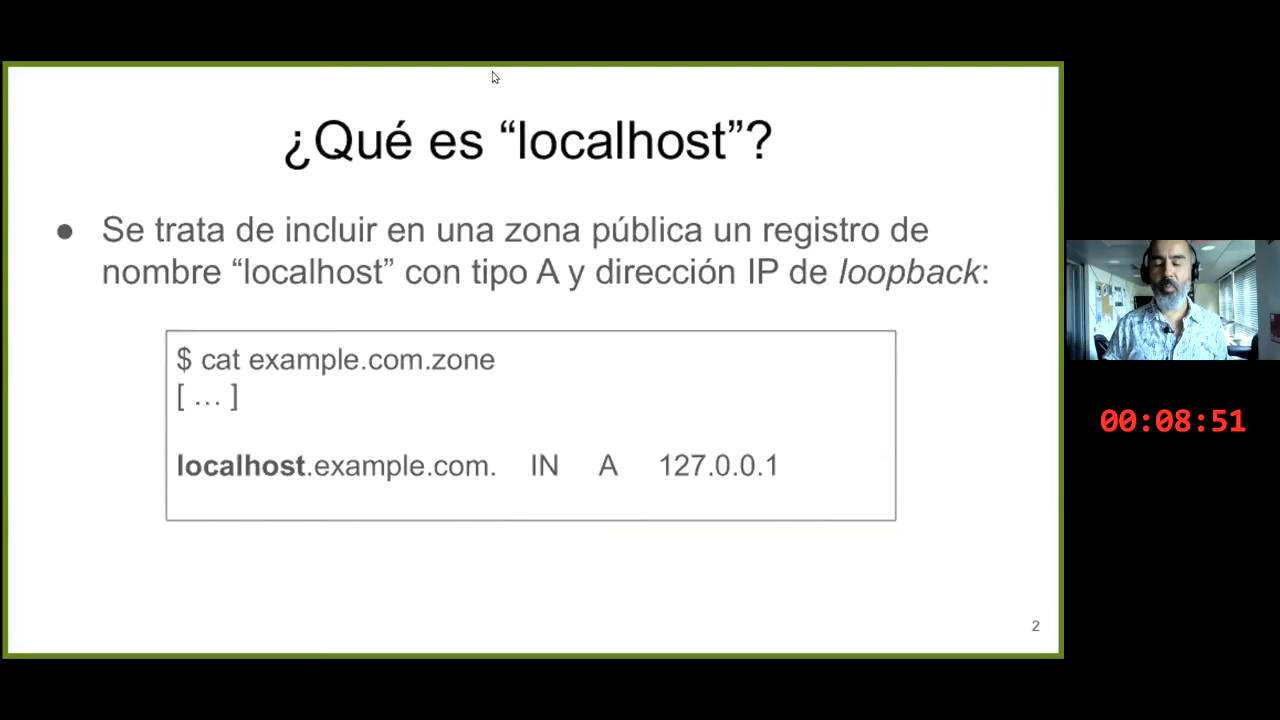 ¿Qué es “localhost”?
● Se trata de incluir en una zona pública un registro de
nombre “localhost” con tipo A y dirección IP de loopback:
$ cat example.com.zone
[ … ]
localhost.example.com. IN A 127.0.0.1
2
00:08:51